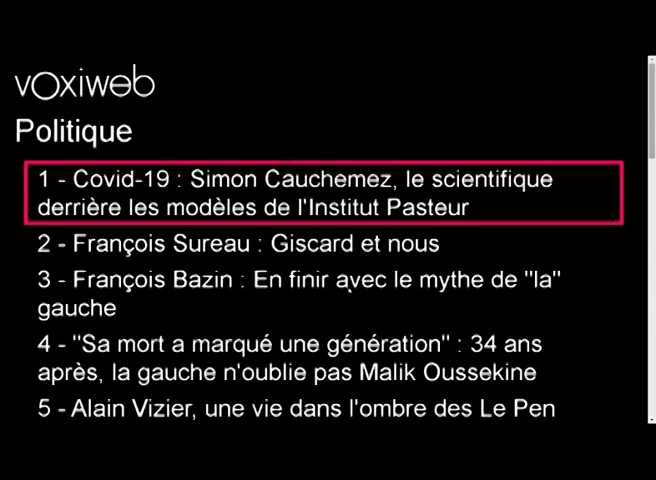 voxiweb
Politique
1 - Covid-19 : Simon Cauchemez, le scientifique
derrière les modèles de l'Institut Pasteur
2 - François Sureau : Giscard et nous
3 - François Bazin : En finir avec le mythe de "la"
gauche
4 - "Sa mort a marqué une génération" : 34 ans
après, la gauche n'oublie pas Malik Oussekine
5 - Alain Vizier, une vie dans l'ombre des Le Pen